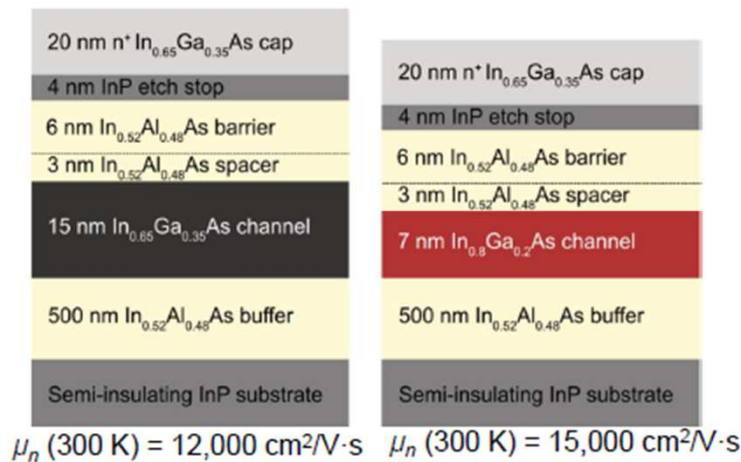 20 nm n⁺ In₀.₆₅Ga₀.₃₅As cap
4 nm InP etch stop
6 nm In₀.₅₂Al₀.₄₈As barrier
3 nm In₀.₅₂Al₀.₄₈As spacer
15 nm In₀.₆₅Ga₀.₃₅As channel
500 nm In₀.₅₂Al₀.₄₈As buffer
Semi-insulating InP substrate
μₙ (300 K) = 12,000 cm²/V·s
20 nm n⁺ In₀.₆₅Ga₀.₃₅As cap
4 nm InP etch stop
6 nm In₀.₅₂Al₀.₄₈As barrier
3 nm In₀.₅₂Al₀.₄₈As spacer
7 nm In₀.₈Ga₀.₂As channel
500 nm In₀.₅₂Al₀.₄₈As buffer
Semi-insulating InP substrate
μₙ (300 K) = 15,000 cm²/V·s